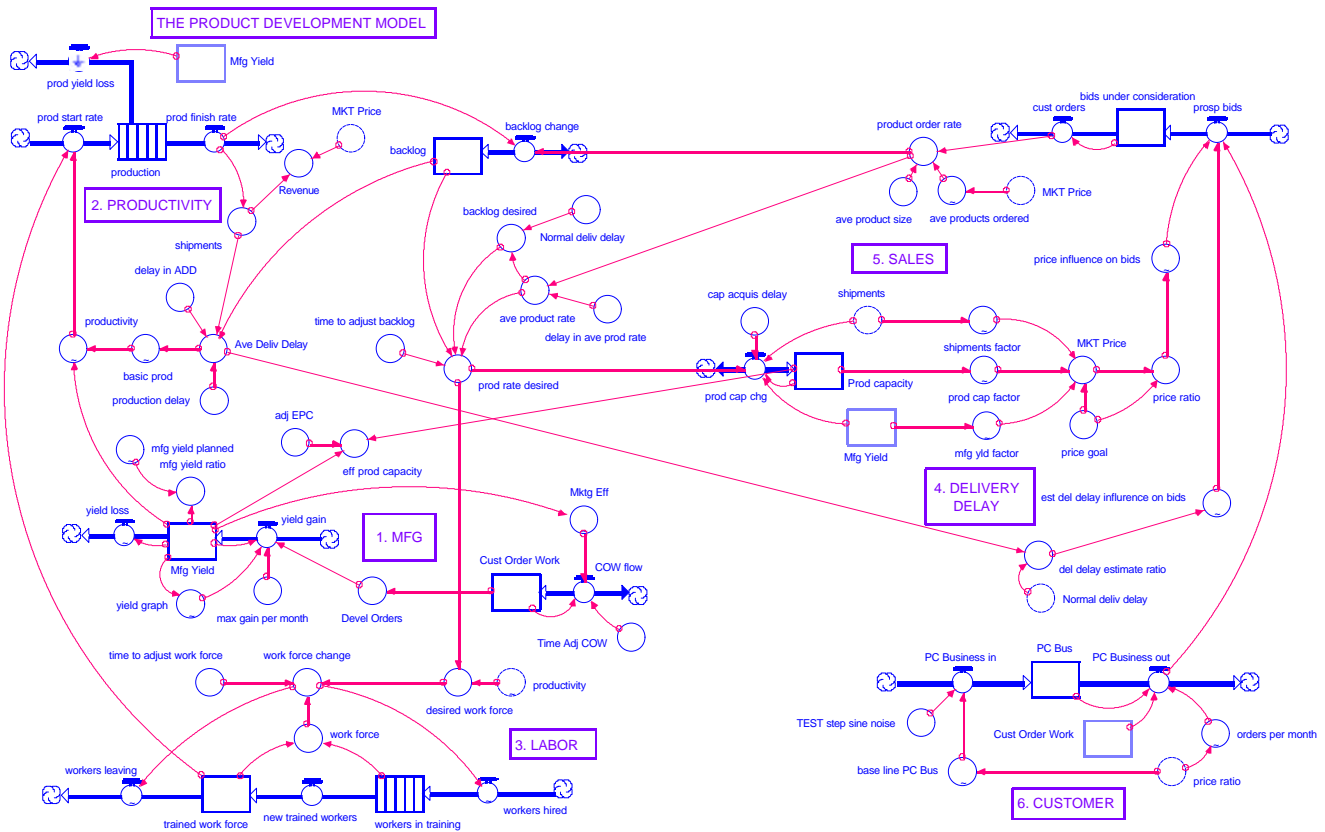 THE PRODUCT DEVELOPMENT MODEL
Mfg Yield
prod yield loss
prod start rate
prod finish rate
MKT Price
production
Revenue
2. PRODUCTIVITY
shipments
backlog
backlog change
product order rate
cust orders
bids under consideration
prosp bids
ave product size
ave products ordered
MKT Price
backlog desired
Normal deliv delay
5. SALES
price influence on bids
delay in ADD
ave product rate
delay in ave prod rate
cap acquis delay
shipments
time to adjust backlog
productivity
basic prod
Ave Deliv Delay
production delay
prod rate desired
prod cap chg
Prod capacity
shipments factor
MKT Price
prod cap factor
price ratio
Mfg Yield
mfg yld factor
price goal
adj EPC
eff prod capacity
mfg yield planned
mfg yield ratio
4. DELIVERY
DELAY
est del delay influrence on bids
yield loss
yield gain
1. MFG
Mktg Eff
Mfg Yield
Cust Order Work
COW flow
del delay estimate ratio
yield graph
max gain per month
Devel Orders
Time Adj COW
Normal deliv delay
time to adjust work force
work force change
desired work force
productivity
PC Business in
PC Bus
PC Business out
TEST step sine noise
Cust Order Work
orders per month
work force
3. LABOR
base line PC Bus
price ratio
6. CUSTOMER
workers leaving
trained work force
new trained workers
workers in training
workers hired